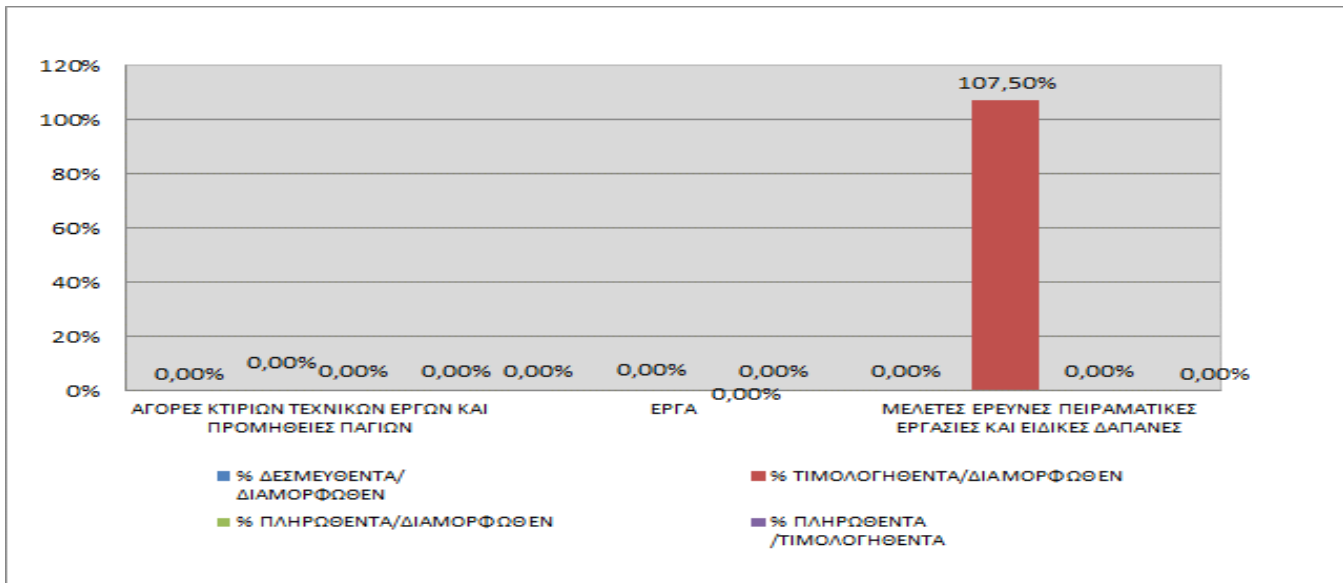 120%
100%
80%
60%
40%
20%
0%
107,50%
0,00%
0,00%
0,00%
0,00%
0,00%
0,00%
0,00%
0,00%
0,00%
0,00%
0,00%
ΑΓΟΡΕΣ ΚΤΙΡΙΩΝ ΤΕΧΝΙΚΩΝ ΕΡΓΩΝ ΚΑΙ
ΠΡΟΜΗΘΕΙΕΣ ΠΑΓΙΩΝ
ΕΡΓΑ
ΜΕΛΕΤΕΣ ΕΡΕΥΝΕΣ ΠΕΙΡΑΜΑΤΙΚΕΣ
ΕΡΓΑΣΙΕΣ ΚΑΙ ΕΙΔΙΚΕΣ ΔΑΠΑΝΕΣ
% ΔΕΣΜΕΥΘΕΝΤΑ/
ΔΙΑΜΟΡΦΩΘΕΝ
% ΤΙΜΟΛΟΓΗΘΕΝΤΑ/ΔΙΑΜΟΡΦΩΘΕΝ
% ΠΛΗΡΩΘΕΝΤΑ/ΔΙΑΜΟΡΦΩΘΕΝ
% ΠΛΗΡΩΘΕΝΤΑ
/ΤΙΜΟΛΟΓΗΘΕΝΤΑ